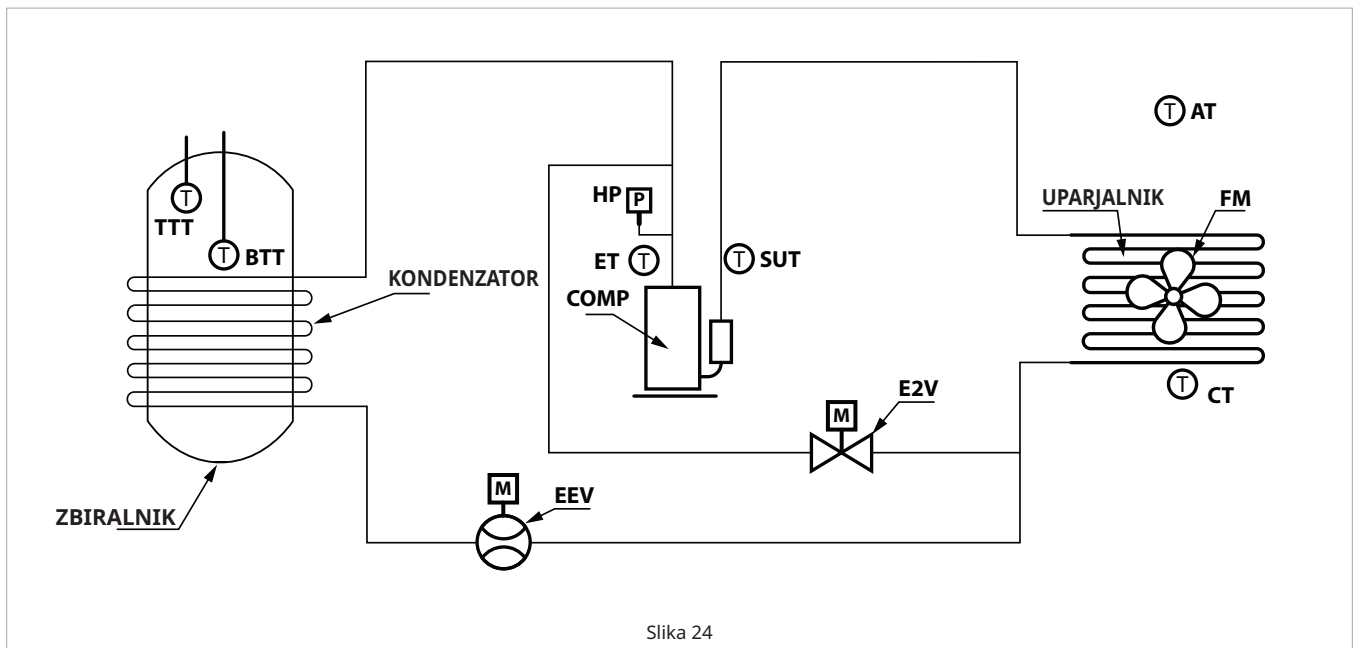 T AT
HP P
UPARJALNIK
FM
T
TTT
T BTT
ET T
T SUT
KONDENZATOR
COMP
T
CT
M
E2V
M
EEV
ZBIRALNIK
Slika 24